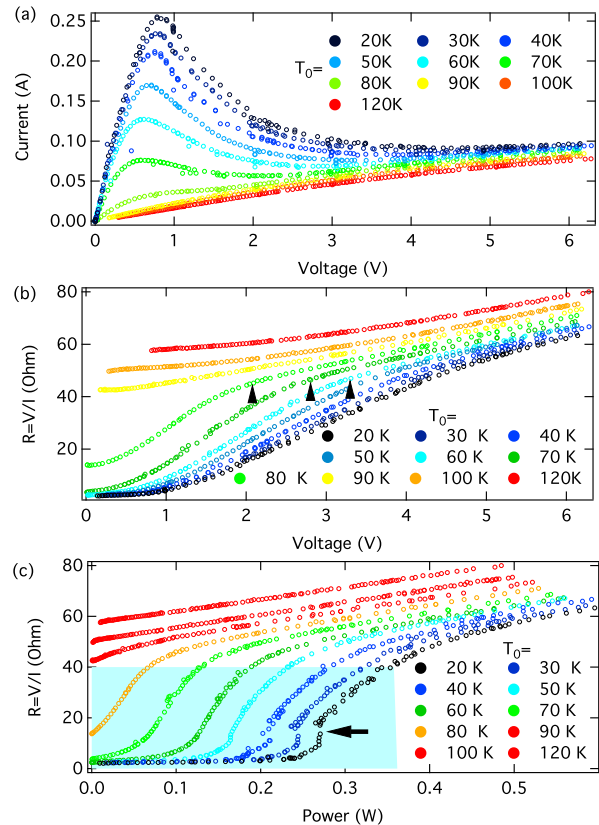 (a)
0.25
0.20
0.15
0.10
0.05
0.00
Current (A)
T0=
20K 30K 40K
50K 60K 70K
80K 90K 100K
120K
0 1 2 3 4 5 6
Voltage (V)
(b)
80
60
40
20
R=V/I (Ohm)
T0=
20 K 30 K 40 K
50 K 60 K 70 K
80 K 90 K 100 K 120K
0 1 2 3 4 5 6
Voltage (V)
(c)
80
60
40
20
0
R=V/I (Ohm)
T0=
20 K 30 K
40 K 50 K
60 K 70 K
80 K 90 K
100 K 120 K
0.0 0.1 0.2 0.3 0.4 0.5
Power (W)